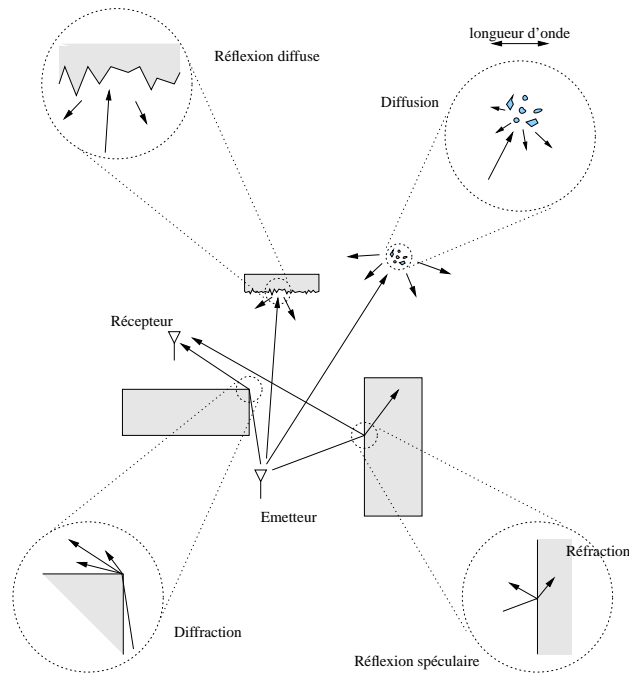 longueur d'onde
Réflexion diffuse
Diffusion
Récepteur
Emetteur
Réfraction
Diffraction
Réflexion spéculaire